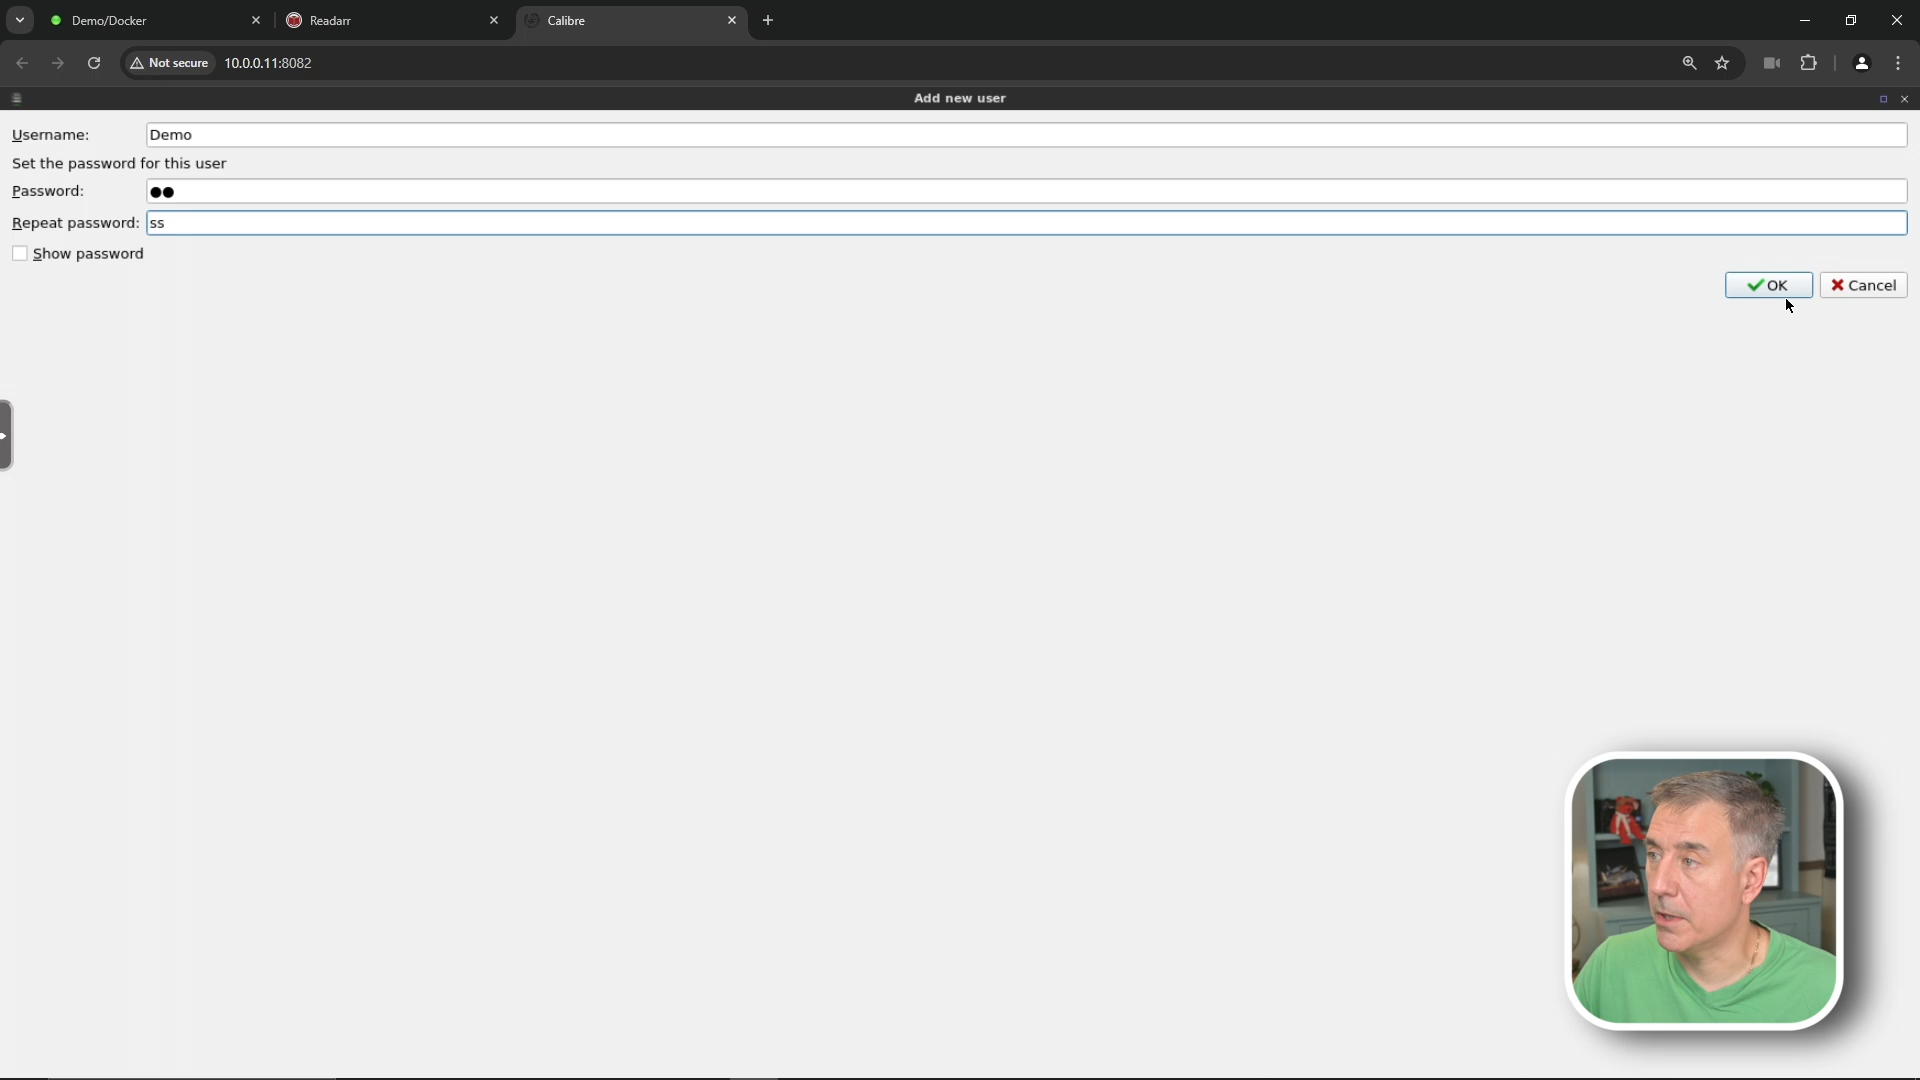 Demo/Docker
Readarr
Calibre
Not secure
10.0.0.11:8082
Add new user
Username: Demo
Set the password for this user
Password: ●●
Repeat password: ss
Show password
OK
Cancel